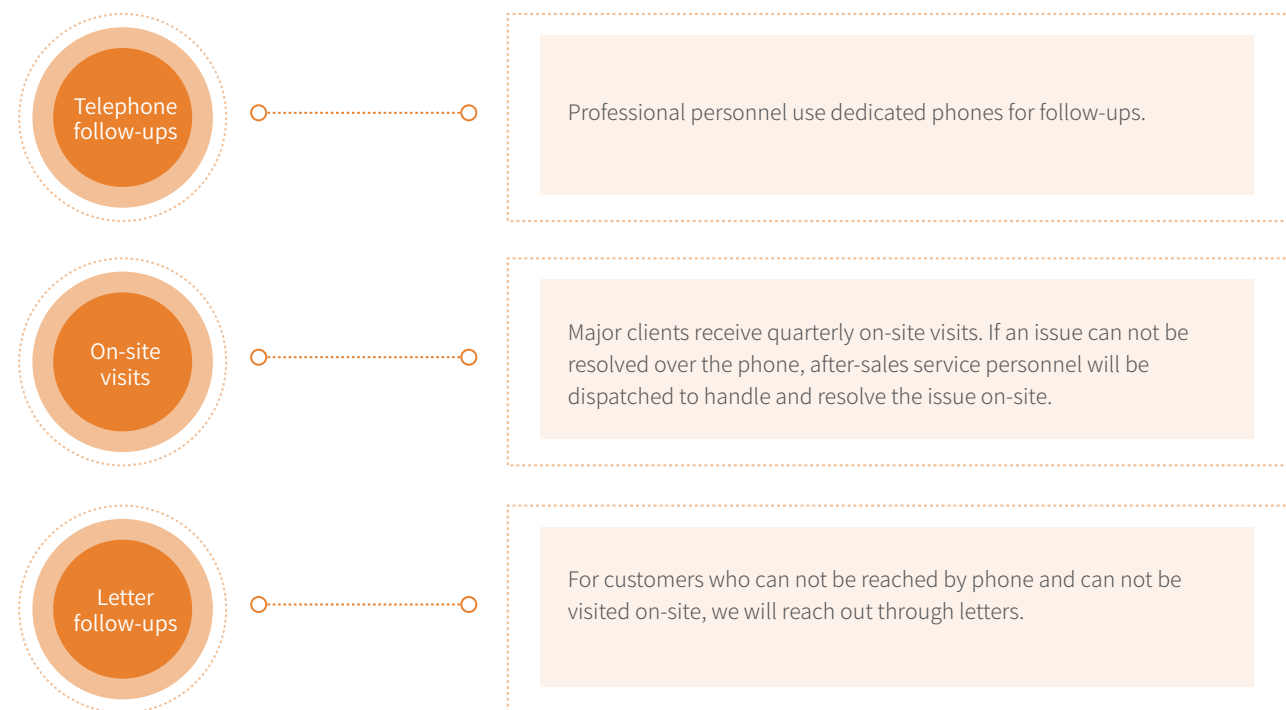 Telephone
follow-ups
Professional personnel use dedicated phones for follow-ups.
On-site
visits
Major clients receive quarterly on-site visits. If an issue can not be
resolved over the phone, after-sales service personnel will be
dispatched to handle and resolve the issue on-site.
Letter
follow-ups
For customers who can not be reached by phone and can not be
visited on-site, we will reach out through letters.